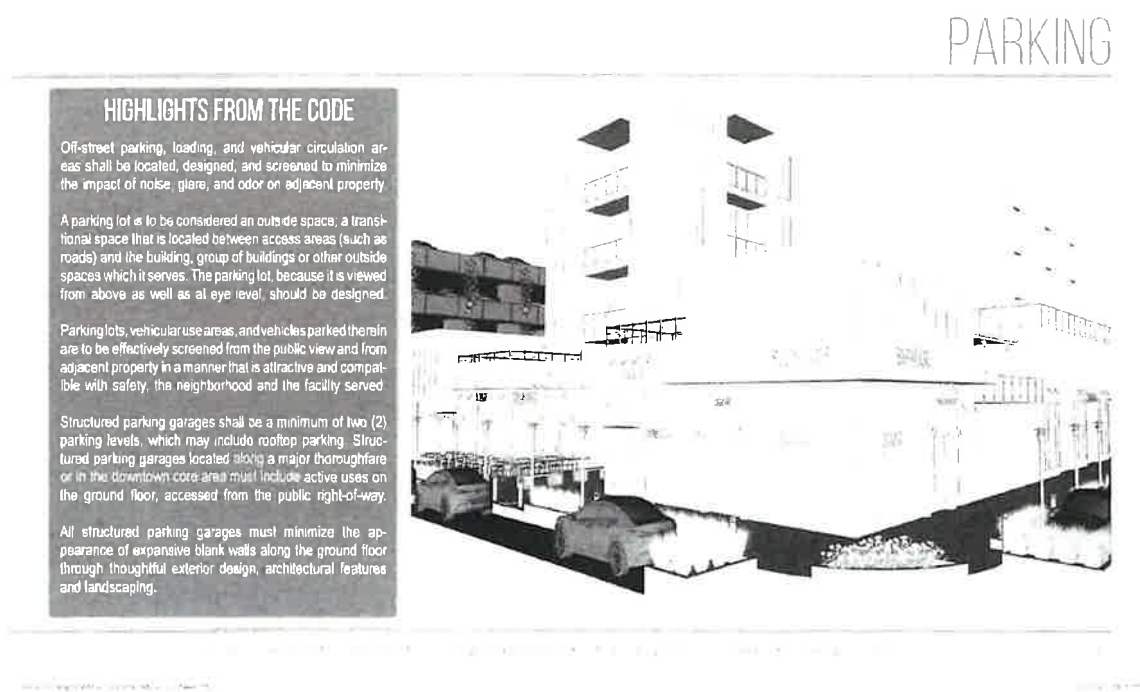 PARKING
HIGHLIGHTS FROM THE CODE
Off-street parking, loading, and vehicular circulation ar-
eas shall be located, designed, and screened to minimize
the impact of noise, glare, and odor on adjacent property
A parking lot is to be considered an outside space; a transi-
tional space that is located between access areas (such as
roads) and the building, group of buildings or other outside
spaces which it serves. The parking lot, because it is viewed
from above as well as at eye level, should be designed
Parking lots, vehicular use areas, and vehicles parked therein
are to be effectively screened from the public view and from
adjacent property in a manner that is attractive and compat-
ible with safety, the neighborhood and the facility served
Structured parking garages shall be a minimum of two (2)
parking levels, which may include rooftop parking. Struc-
tured parking garages located along a major thoroughfare
or in the downtown core area must include active uses on
the ground floor, accessed from the public right-of-way.
All structured parking garages must minimize the ap-
pearance of expansive blank walls along the ground floor
through thoughtful exterior design, architectural features
and landscaping.